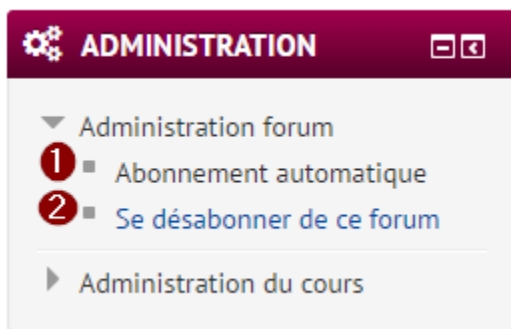 ADMINISTRATION
Administration forum
1 Abonnement automatique
2 Se désabonner de ce forum
Administration du cours